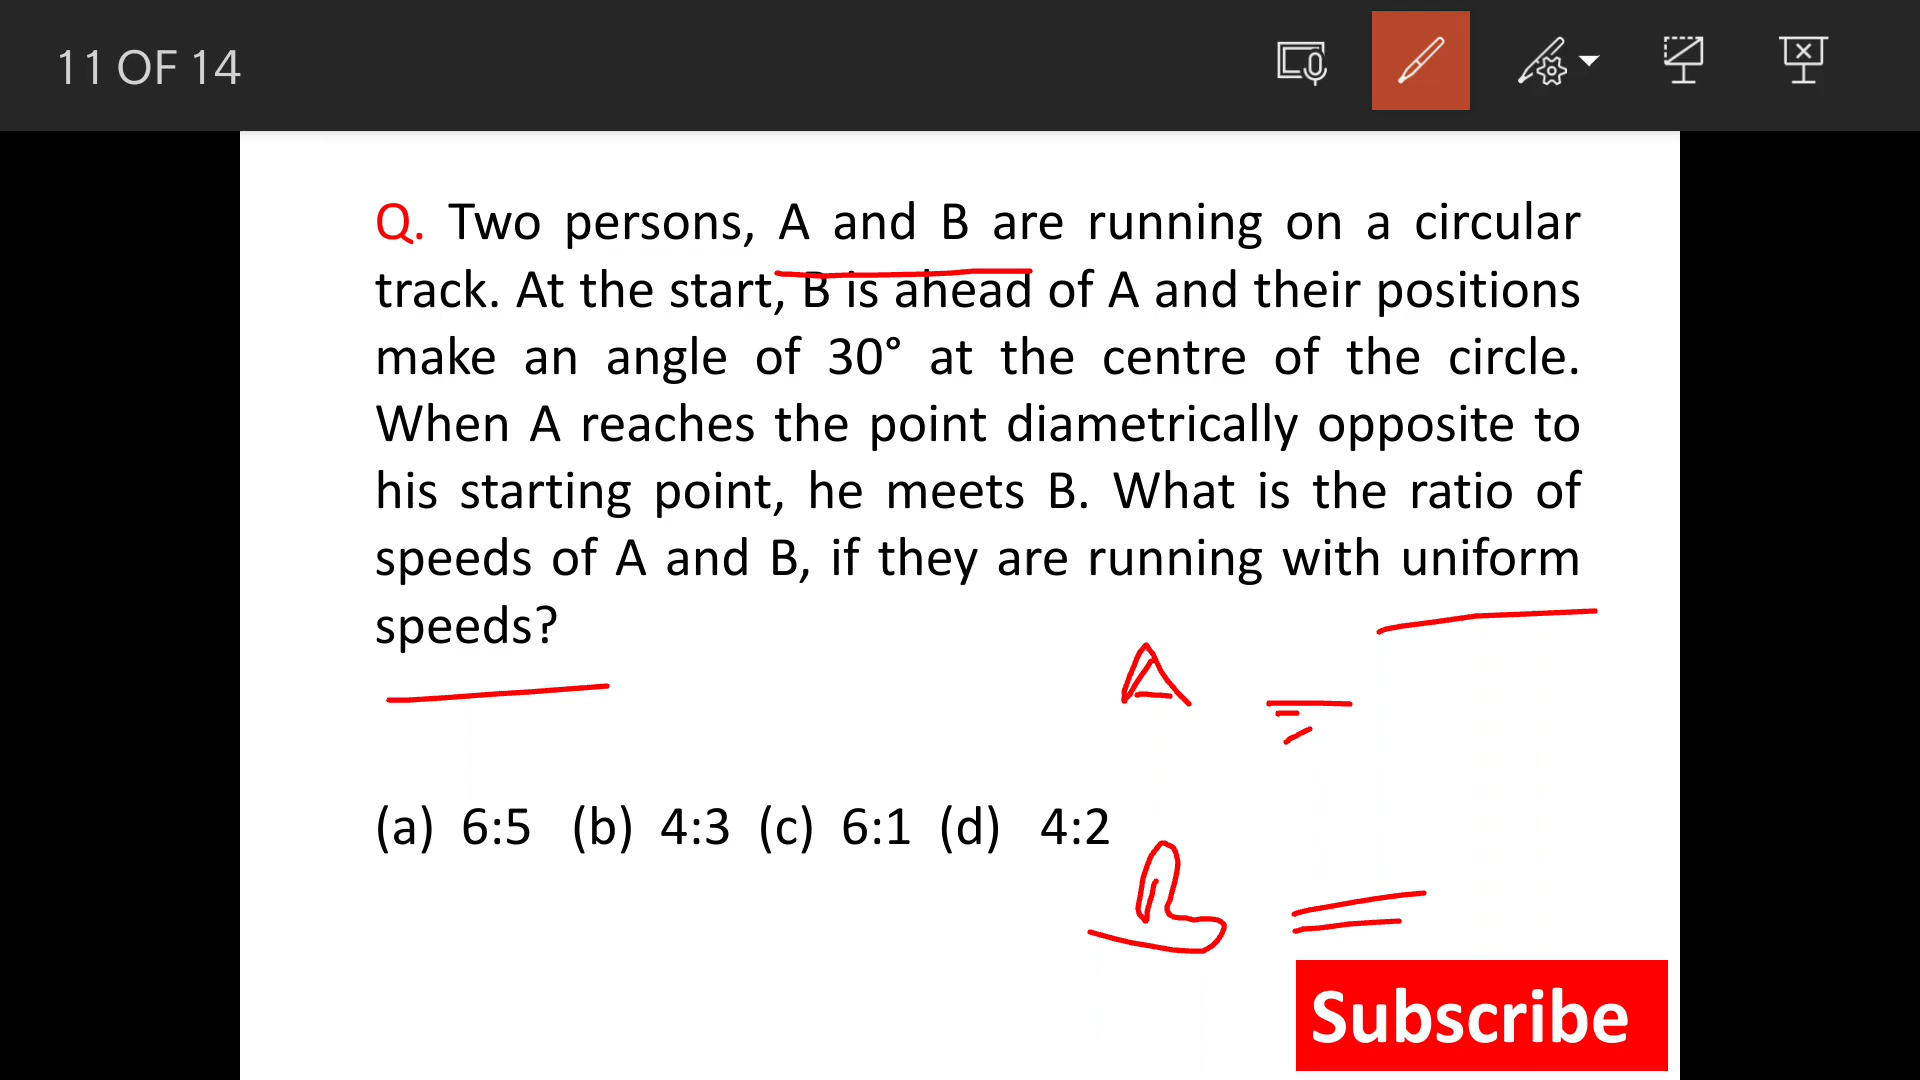 11 OF 14
Q. Two persons, A and B are running on a circular
track. At the start, B is ahead of A and their positions
make an angle of 30° at the centre of the circle.
When A reaches the point diametrically opposite to
his starting point, he meets B. What is the ratio of
speeds of A and B, if they are running with uniform
speeds?
A =
(a) 6:5 (b) 4:3 (c) 6:1 (d) 4:2
B =
Subscribe